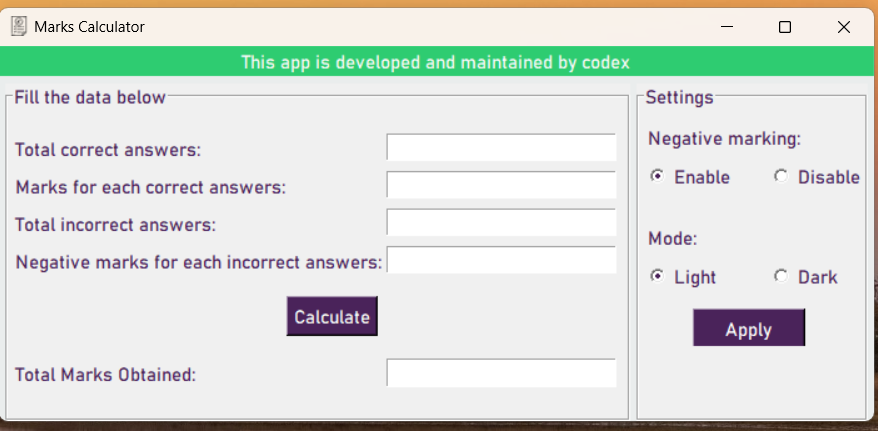 Marks Calculator
This app is developed and maintained by codex
Fill the data below
Total correct answers:
Marks for each correct answers:
Total incorrect answers:
Negative marks for each incorrect answers:
Calculate
Total Marks Obtained:
Settings
Negative marking:
Enable Disable
Mode:
Light Dark
Apply